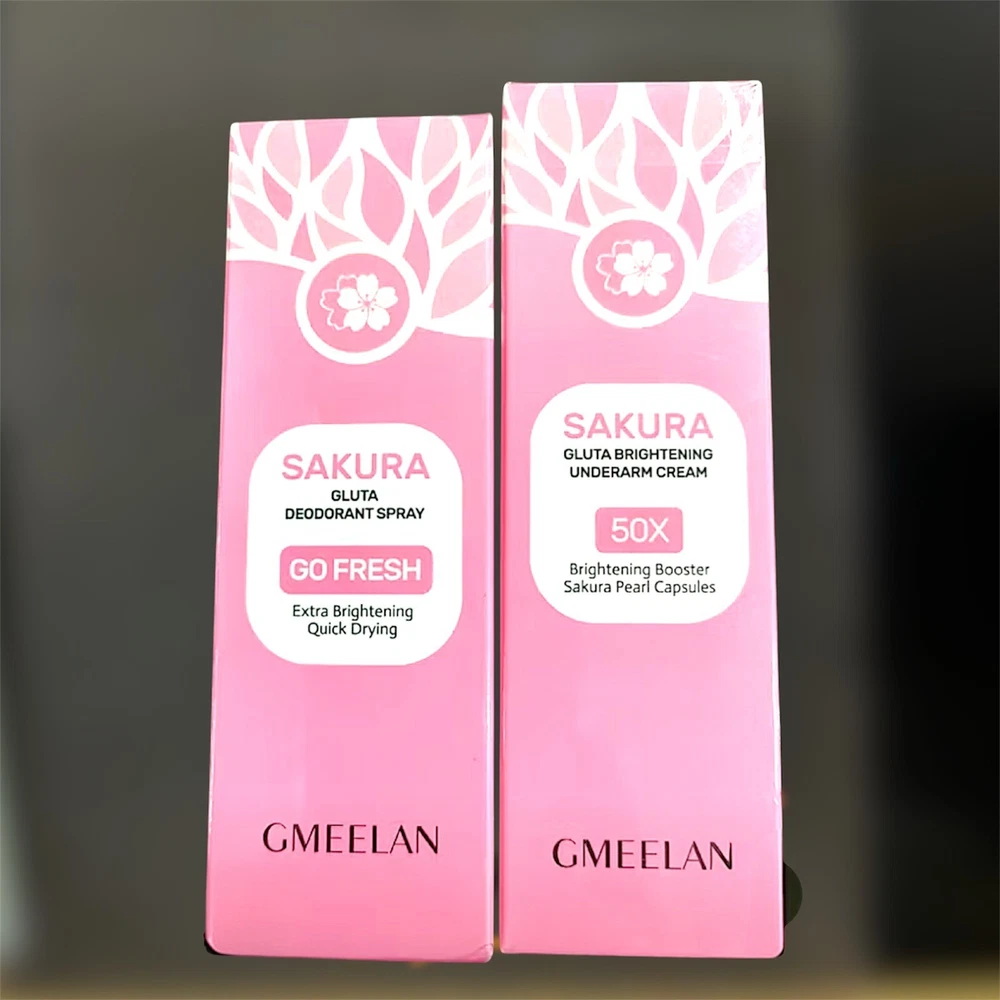 SAKURA
GLUTA
DEODORANT SPRAY
GO FRESH
Extra Brightening
Quick Drying
GMEELAN
SAKURA
GLUTA BRIGHTENING
UNDERARM CREAM
50X
Brightening Booster
Sakura Pearl Capsules
GMEELAN